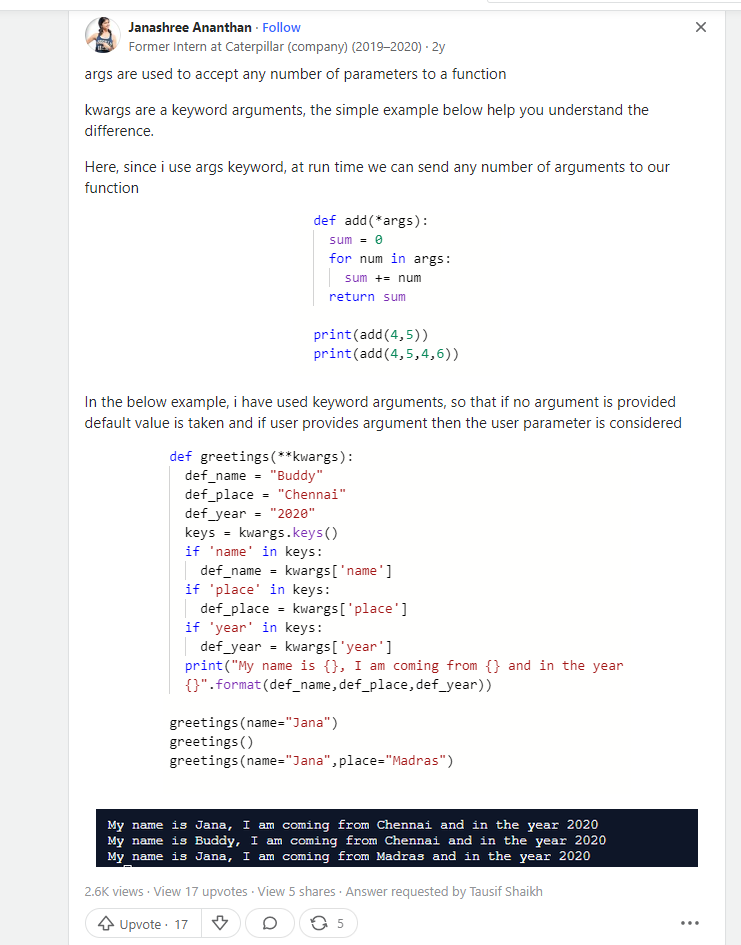 Janashree Ananthan · Follow
Former Intern at Caterpillar (company) (2019–2020) · 2y
args are used to accept any number of parameters to a function
kwargs are a keyword arguments, the simple example below help you understand the
difference.
Here, since i use args keyword, at run time we can send any number of arguments to our
function
def add(*args):
  sum = 0
  for num in args:
    sum += num
  return sum
print(add(4,5))
print(add(4,5,4,6))
In the below example, i have used keyword arguments, so that if no argument is provided
default value is taken and if user provides argument then the user parameter is considered
def greetings(**kwargs):
  def_name = "Buddy"
  def_place = "Chennai"
  def_year = "2020"
  keys = kwargs.keys()
  if 'name' in keys:
    def_name = kwargs['name']
  if 'place' in keys:
    def_place = kwargs['place']
  if 'year' in keys:
    def_year = kwargs['year']
  print("My name is {}, I am coming from {} and in the year
  {}".format(def_name,def_place,def_year))
greetings(name="Jana")
greetings()
greetings(name="Jana",place="Madras")
My name is Jana, I am coming from Chennai and in the year 2020
My name is Buddy, I am coming from Chennai and in the year 2020
My name is Jana, I am coming from Madras and in the year 2020
2.6K views · View 17 upvotes · View 5 shares · Answer requested by Tausif Shaikh
Upvote · 17 5